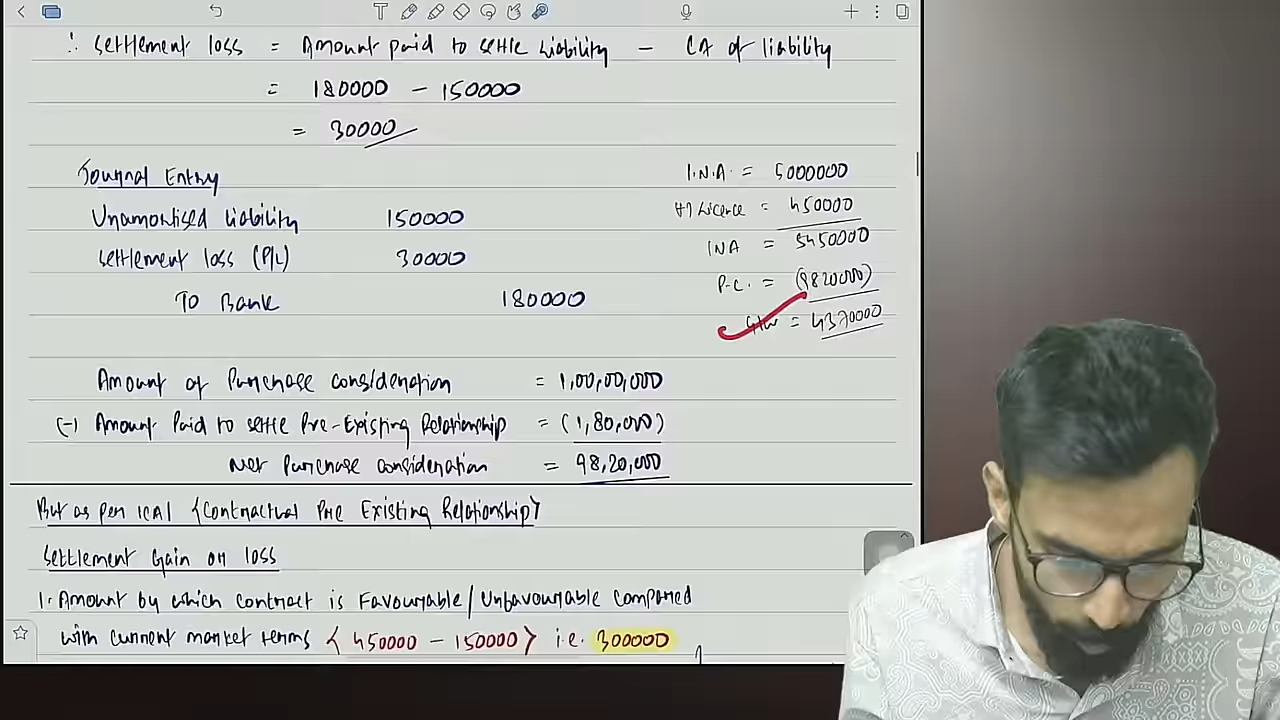 ∴ Settlement loss = Amount paid to settle liability - CA of liability
= 180000 - 150000
= 30000
Journal Entry
Unamortised liability 150000
Settlement loss (P/L) 30000
To Bank 180000
I.N.A. = 5000000
(+) Licence = 450000
INA = 5450000
P.C. = (9820000)
G/W = 4370000
Amount of Purchase consideration = 1,00,00,000
(-) Amount Paid to settle Pre-Existing Relationship = (1,80,000)
Net Purchase consideration = 98,20,000
But as per ICAI {Contractual Pre Existing Relationship}
Settlement Gain or loss
1. Amount by which contract is Favourable/Unfavourable compared
with current market terms {450000 - 150000} i.e. 300000